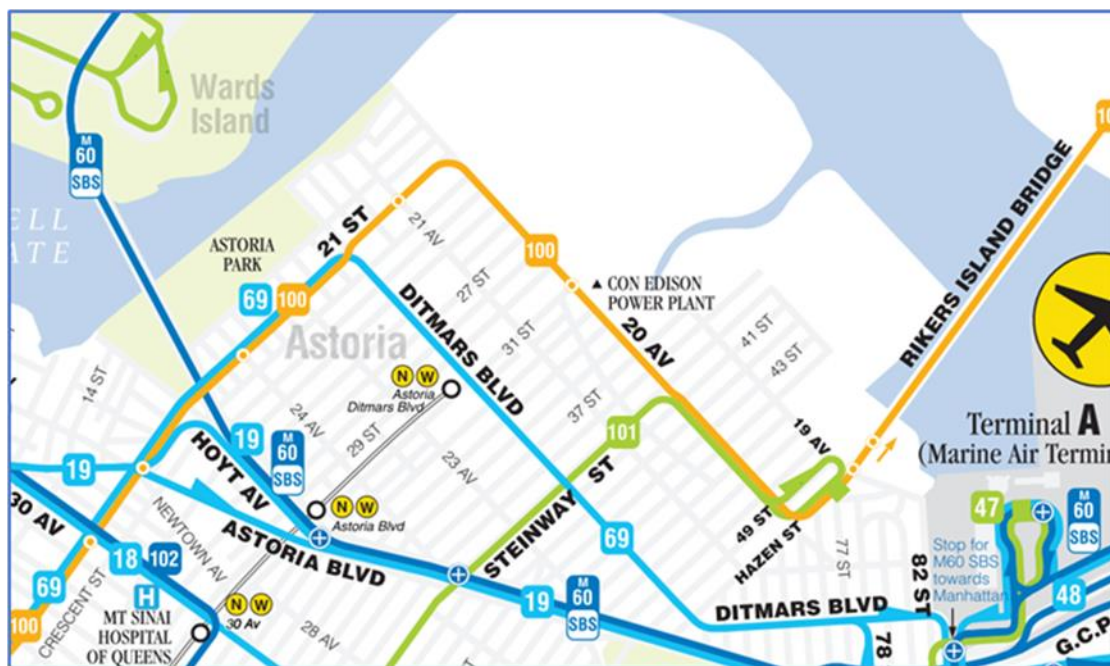 Wards
Island
M
60
SBS
ELL
ATE
ASTORIA
PARK
21 ST
21 AV
100
27 ST
CON EDISON
POWER PLANT
RIKERS ISLAND BRIDGE
69
100
DITMARS BLVD
31 ST
20 AV
41 ST
43 ST
Astoria
N W
Astoria
Ditmars Blvd
14 ST
24 AV
29 ST
37 ST
101
19 AV
Terminal A
(Marine Air Termin
19
HOYT AV
19
M
60
SBS
23 AV
STEINWAY ST
N W
Astoria Blvd
30 AV
NEWTOWN AV
ASTORIA BLVD
49 ST
HAZEN ST
77 ST
82 ST
47
M
60
SBS
Stop for
M60 SBS
towards
Manhattan
69
18
102
69
H
MT SINAI
HOSPITAL
OF QUEENS
N W
30 Av
CRESCENT ST
100
28 AV
19
M
60
SBS
DITMARS BLVD
78
48
G.C.P